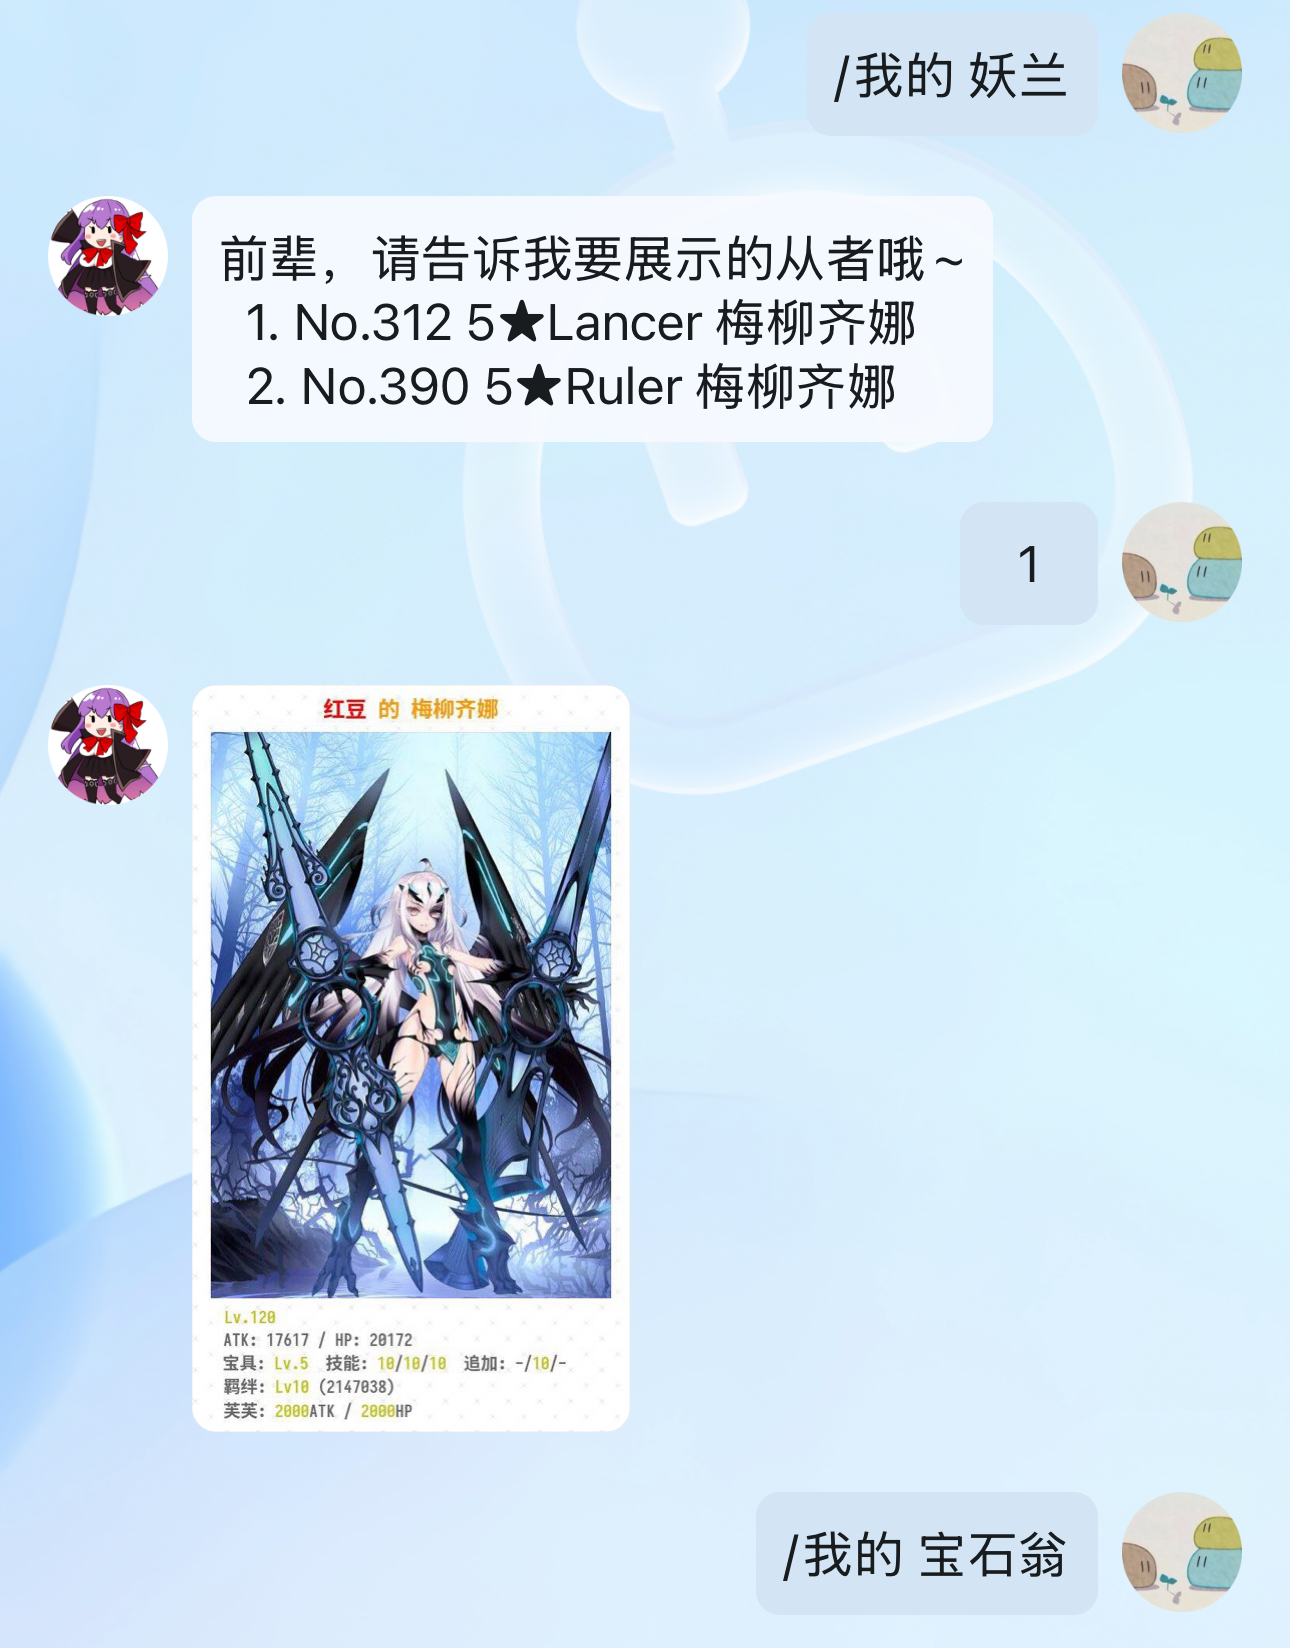 /我的 妖兰
前辈，请告诉我要展示的从者哦~
1. No.312 5★Lancer 梅柳齐娜
2. No.390 5★Ruler 梅柳齐娜
1
红豆 的 梅柳齐娜
Lv.120
ATK: 17617 / HP: 20172
宝具: Lv.5 技能: 10/10/10 追加: -/10/-
羁绊: Lv10 (2147038)
芙芙: 2000ATK / 2000HP
/我的 宝石翁